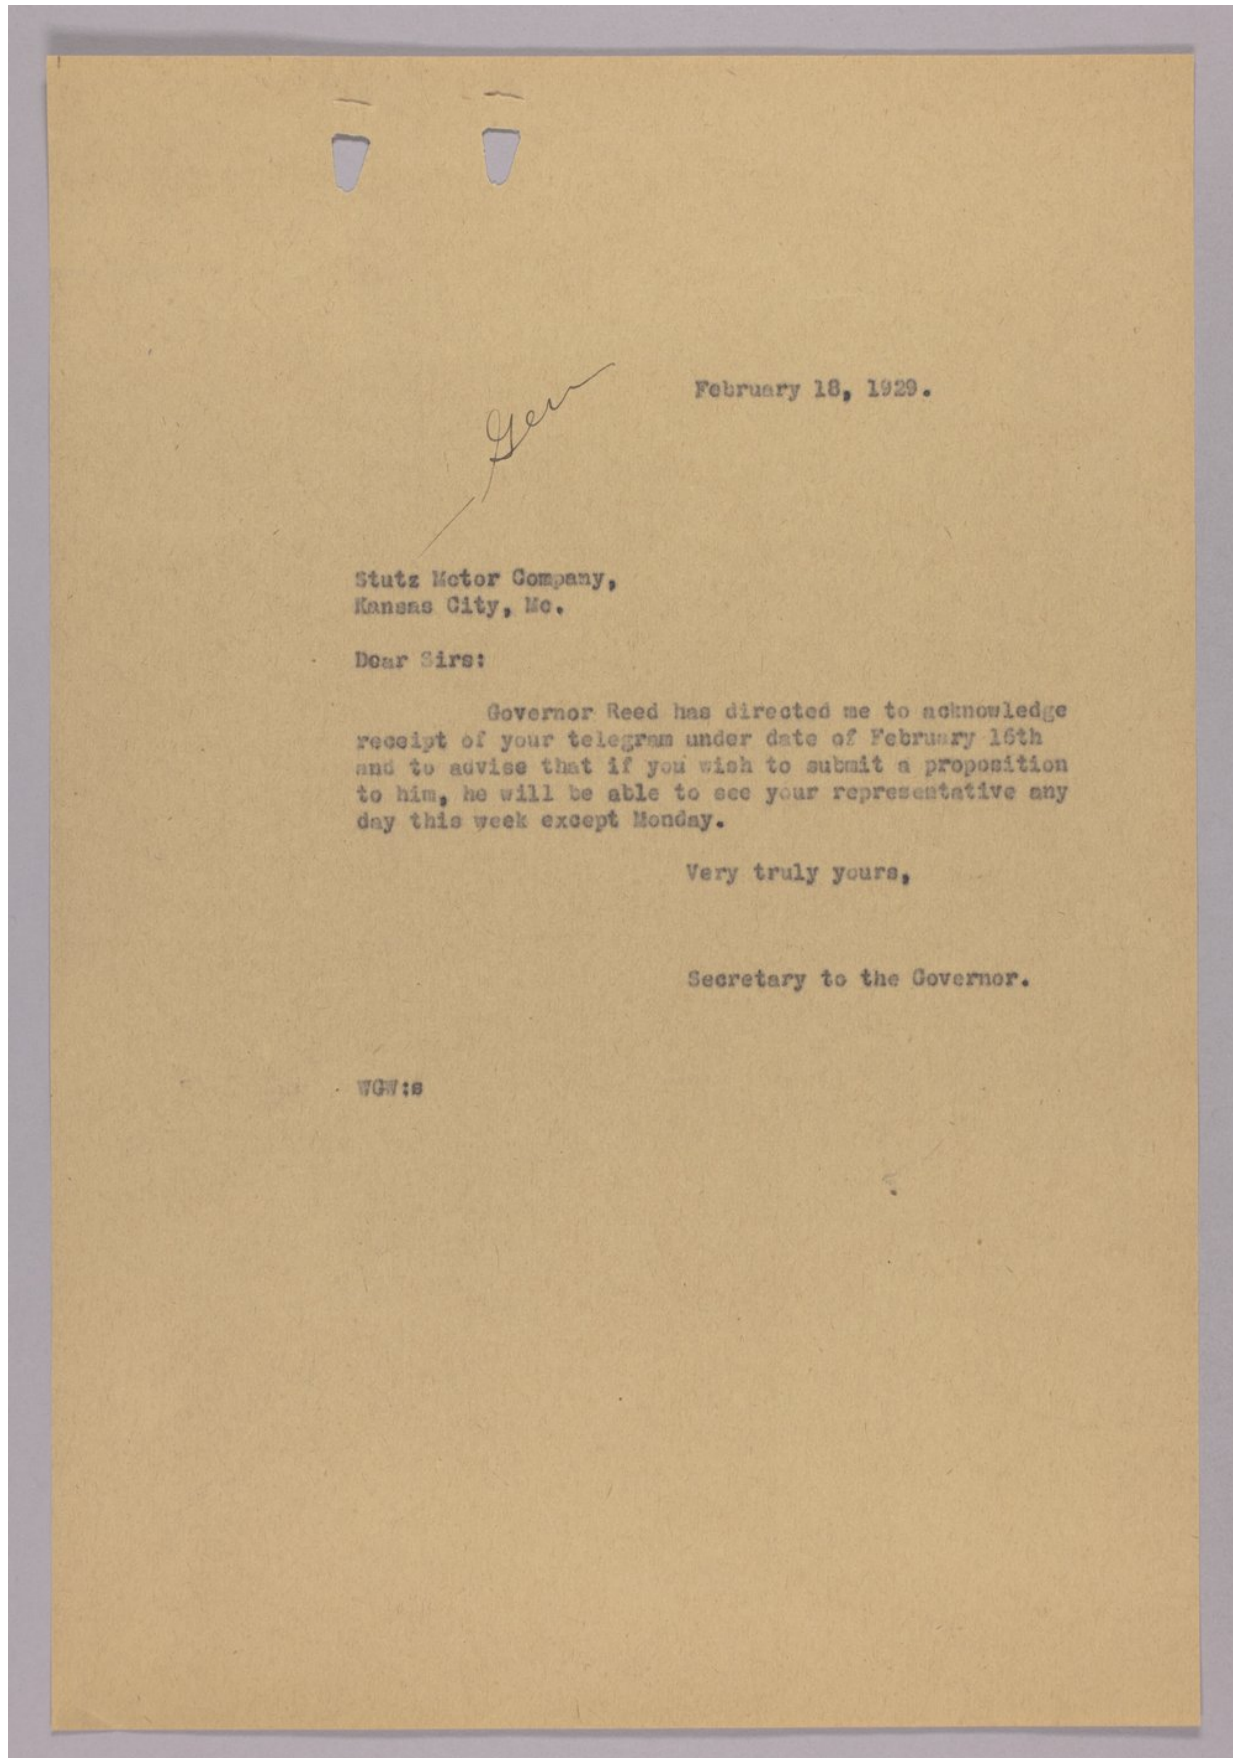 February 18, 1929.
Gen
Stutz Motor Company,
Kansas City, Mo.
Dear Sirs:
Governor Reed has directed me to acknowledge
receipt of your telegram under date of February 16th
and to advise that if you wish to submit a proposition
to him, he will be able to see your representative any
day this week except Monday.
Very truly yours,
Secretary to the Governor.
WGW:s